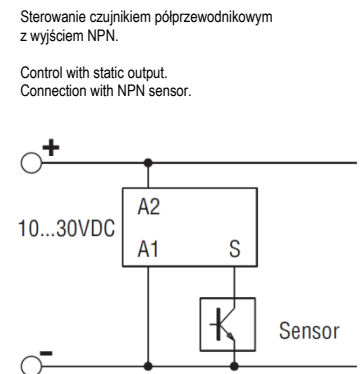 Sterowanie czujnikiem półprzewodnikowym
z wyjściem NPN.
Control with static output.
Connection with NPN sensor.
+
A2
10...30VDC
A1 S
Sensor
-